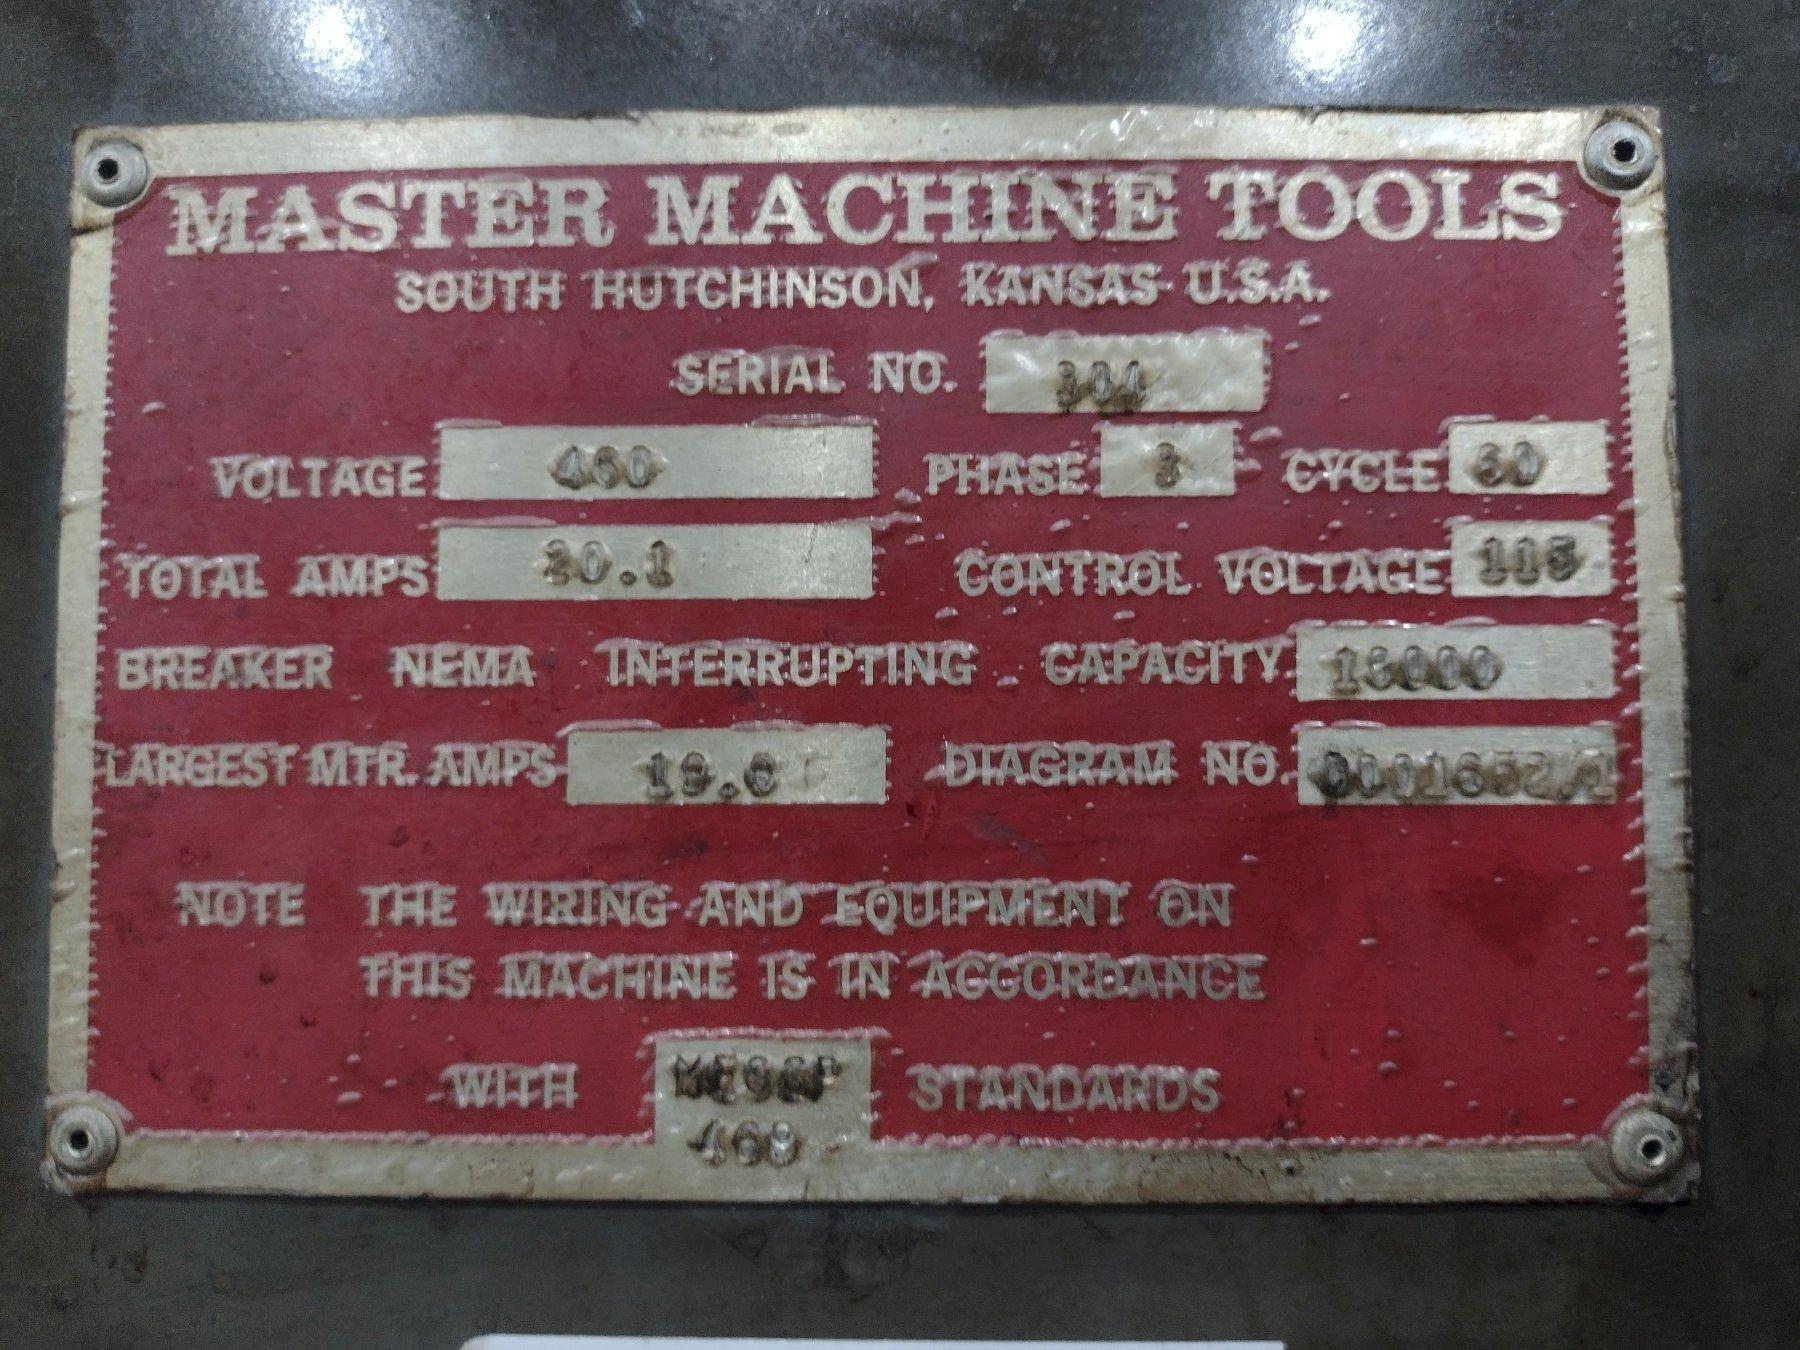 MASTER MACHINE TOOLS
SOUTH HUTCHINSON, KANSAS U.S.A.
SERIAL NO. 304
VOLTAGE 460 PHASE 3 CYCLE 60
TOTAL AMPS 20.1 CONTROL VOLTAGE 115
BREAKER NEMA INTERRUPTING CAPACITY 18000
LARGEST MTR. AMPS 19.6 DIAGRAM NO.
NOTE THE WIRING AND EQUIPMENT ON
THIS MACHINE IS IN ACCORDANCE
WITH STANDARDS